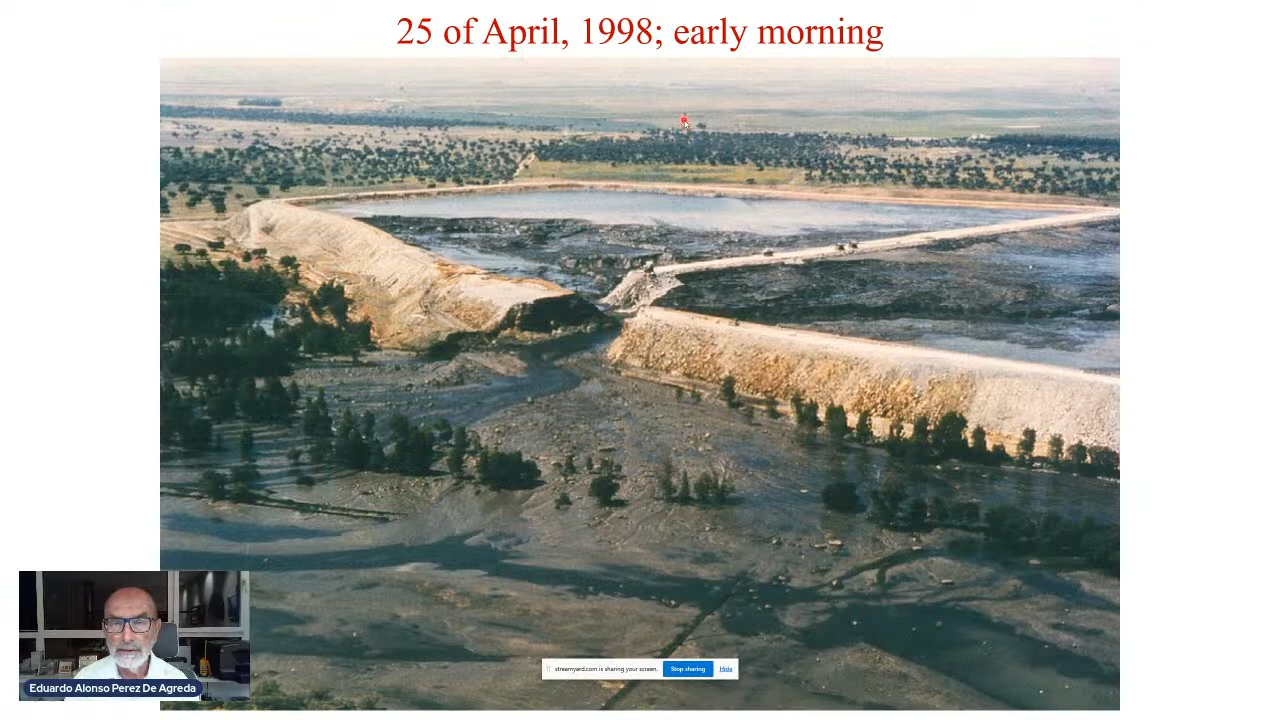 25 of April, 1998; early morning
streamyard.com is sharing your screen.
Stop sharing
Hide
Eduardo Alonso Perez De Agreda